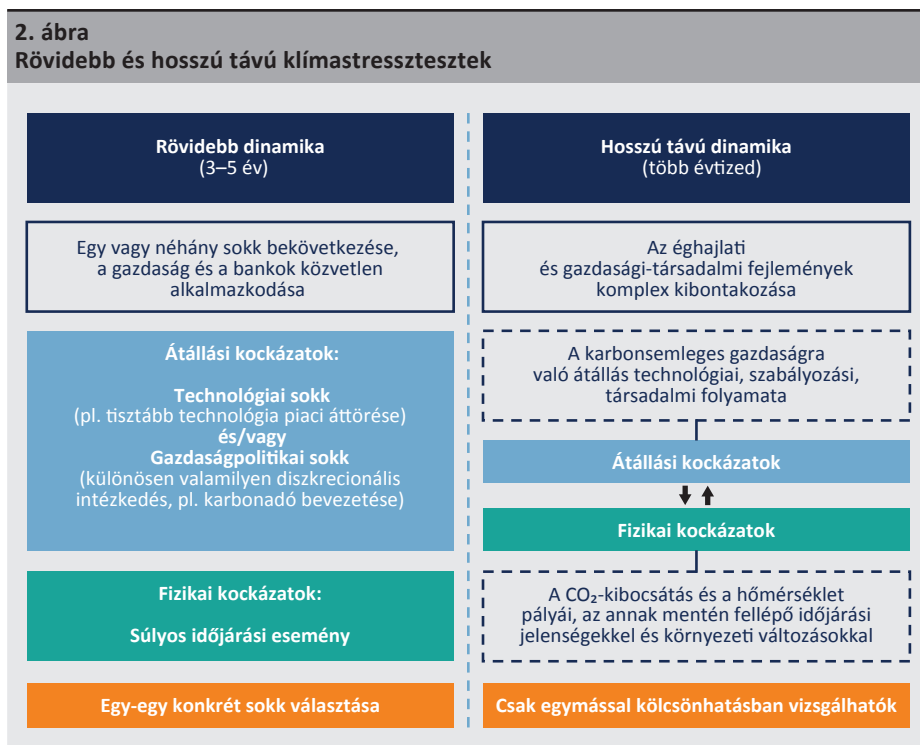 2. ábra
Rövidebb és hosszú távú klímastressztesztek
Rövidebb dinamika
(3–5 év)
Egy vagy néhány sokk bekövetkezése,
a gazdaság és a bankok közvetlen
alkalmazkodása
Átállási kockázatok:
Technológiai sokk
(pl. tisztább technológia piaci áttörése)
és/vagy
Gazdaságpolitikai sokk
(különösen valamilyen diszkrecionális
intézkedés, pl. karbonadó bevezetése)
Fizikai kockázatok:
Súlyos időjárási esemény
Egy-egy konkrét sokk választása
Hosszú távú dinamika
(több évtized)
Az éghajlati
és gazdasági-társadalmi fejlemények
komplex kibontakozása
A karbonsemleges gazdaságra
való átállás technológiai, szabályozási,
társadalmi folyamata
Átállási kockázatok
Fizikai kockázatok
A CO₂-kibocsátás és a hőmérséklet
pályái, az annak mentén fellépő időjárási
jelenségekkel és környezeti változásokkal
Csak egymással kölcsönhatásban vizsgálhatók